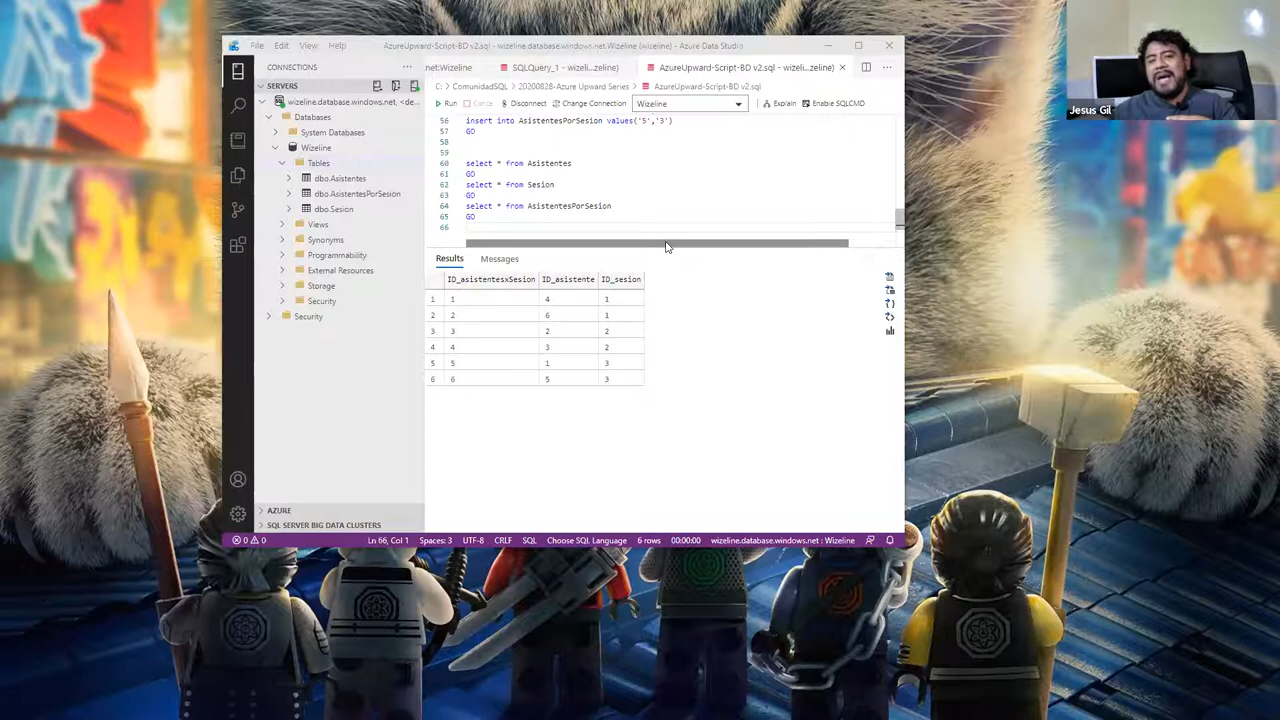 File Edit View Help
AzureUpward-Script-BD v2.sql - wizeline.database.windows.net.Wizeline (wizeline) - Azure Data Studio
CONNECTIONS
SERVERS
wizeline.database.windows.net, <de...
Databases
System Databases
Wizeline
Tables
dbo.Asistentes
dbo.AsistentesPorSesion
dbo.Sesion
Views
Synonyms
Programmability
External Resources
Storage
Security
Security
AZURE
SQL SERVER BIG DATA CLUSTERS
SQLQuery_1 - wizeli...zeline)
AzureUpward-Script-BD v2.sql - wizeli...zeline)
C: > ComunidadSQL > 20200828-Azure Upward Series > AzureUpward-Script-BD v2.sql
Run Disconnect Change Connection Wizeline Explain Enable SQLCMD
56 insert into AsistentesPorSesion values('5','3')
57 GO
58
59
60 select * from Asistentes
61 GO
62 select * from Sesion
63 GO
64 select * from AsistentesPorSesion
65 GO
66
Results Messages
ID_asistentesxSesion ID_asistente ID_sesion
1 1 4 1
2 2 6 1
3 3 2 2
4 4 3 2
5 5 1 3
6 6 5 3
0 0 Ln 66, Col 1 Spaces: 3 UTF-8 CRLF SQL Choose SQL Language 6 rows 00:00:00 wizeline.database.windows.net : Wizeline
Jesus Gil